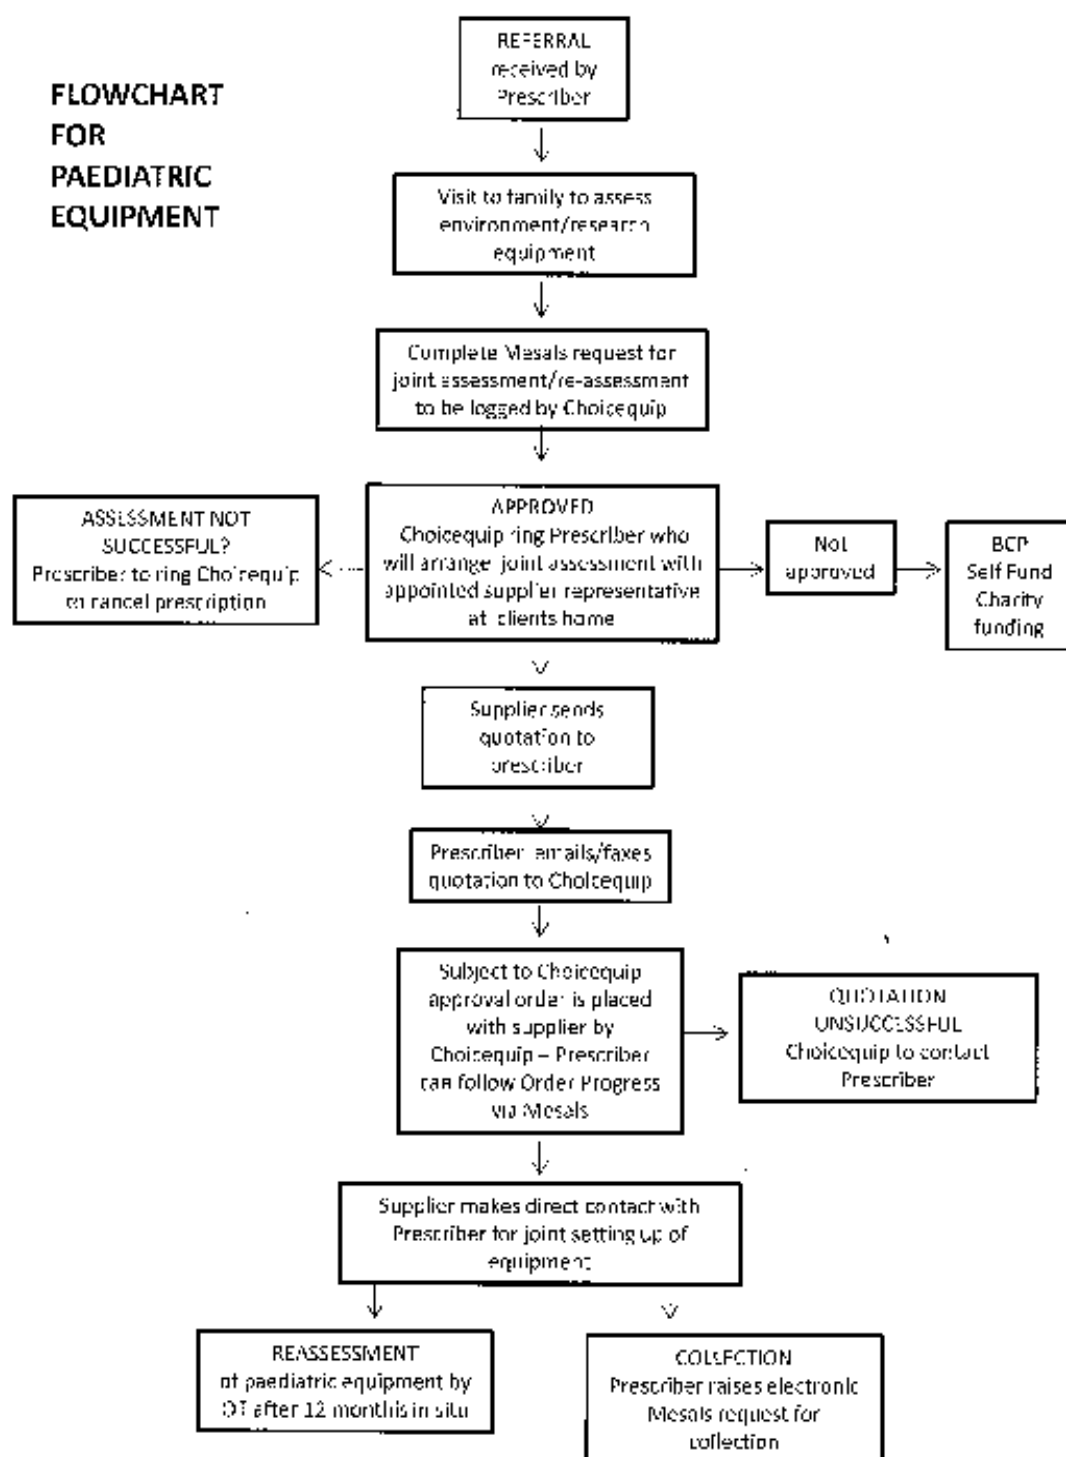 FLOWCHART
FOR
PAEDIATRIC
EQUIPMENT
REFERRAL
received by
Prescriber
Visit to family to assess
environment/research
equipment
Complete Mesals request for
joint assessment/re-assessment
to be logged by Choicequip
ASSESSMENT NOT
SUCCESSFUL?
Prescriber to ring Choicequip
to cancel prescription
APPROVED
Choicequip ring Prescriber who
will arrange joint assessment with
appointed supplier representative
at clients home
Not
approved
BCP
Self Fund
Charity
funding
Supplier sends
quotation to
prescriber
Prescriber emails/faxes
quotation to Choicequip
Subject to Choicequip
approval order is placed
with supplier by
Choicequip – Prescriber
can follow Order Progress
via Mesals
QUOTATION
UNSUCCESSFUL
Choicequip to contact
Prescriber
Supplier makes direct contact with
Prescriber for joint setting up of
equipment
REASSESSMENT
of paediatric equipment by
OT after 12 months in situ
COLLECTION
Prescriber raises electronic
Mesals request for
collection